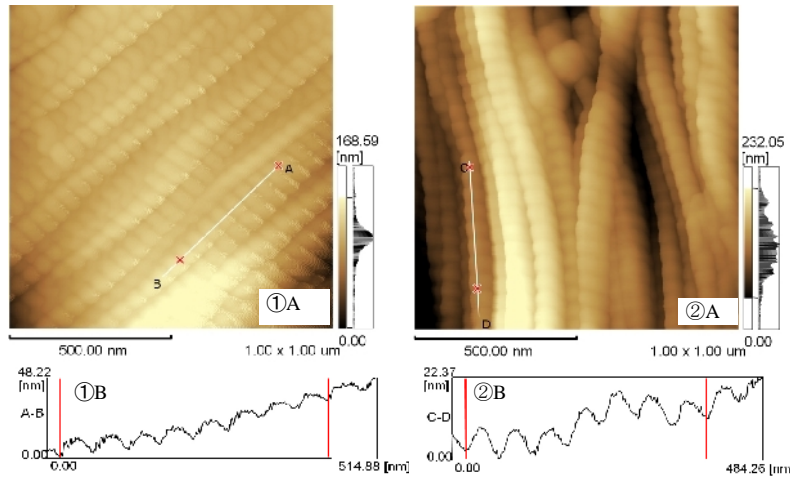 168.59
[nm]
A
B
①A
0.00
500.00 nm
1.00 x 1.00 um
232.05
[nm]
C
D
②A
0.00
500.00 nm
1.00 x 1.00 um
48.22
[nm]
A-B
0.00
①B
0.00
514.88 [nm]
22.37
[nm]
C-D
0.00
②B
0.00
484.26 [nm]